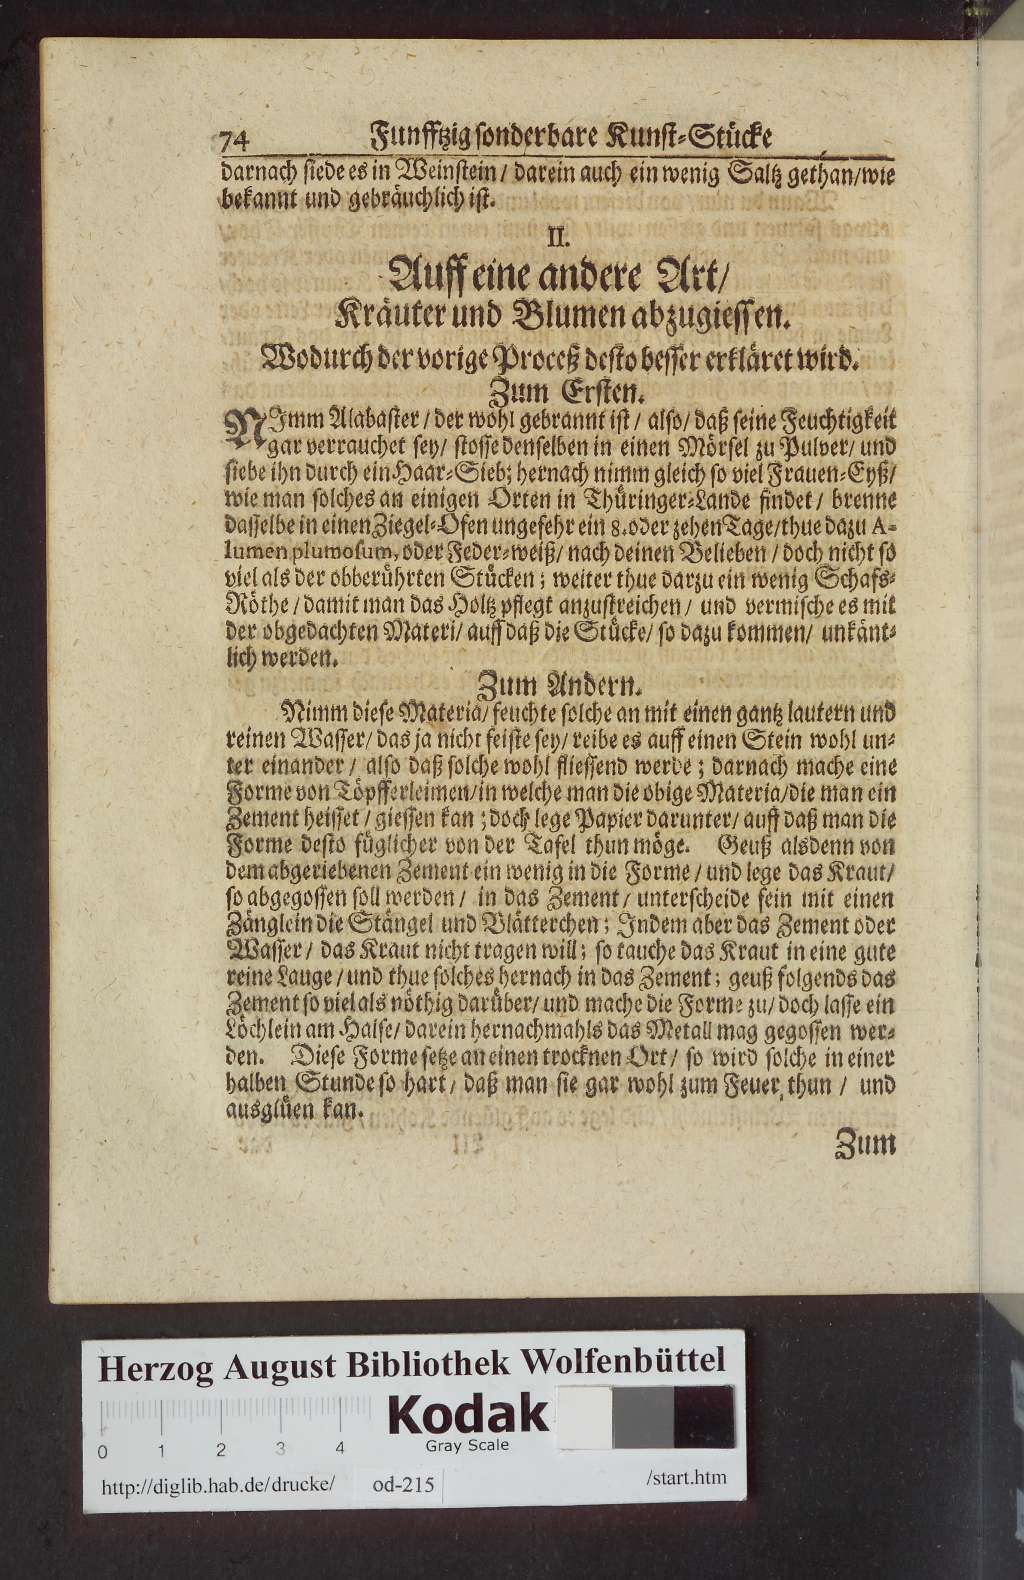 74 Funfftzig sonderbare Kunst-Stücke
darnach siede es in Weinstein / darein auch ein wenig Saltz gethan/wie
bekannt und gebräuchlich ist.
II.
Auff eine andere Art/
Kräuter und Blumen abzugiessen.
Wodurch der vorige Proceß desto besser erkläret wird.
Zum Ersten.
NImm Alabaster / der wohl gebrannt ist / also / daß seine Feuchtigkeit
gar verrauchet sey/ stosse denselben in einen Mörsel zu Pulver/ und
siebe ihn durch ein Haar-Sieb; hernach nimm gleich so viel Frauen-Eyß/
wie man solches an einigen Orten in Thüringer-Lande findet / brenne
dasselbe in einen Ziegel-Ofen ungefehr ein 8. oder zehen Tage/thue dazu A-
lumen plumosum, oder Feder-weiß/ nach deinen Belieben / doch nicht so
viel als der obberührten Stücken; weiter thue darzu ein wenig Schafs-
Röthe / damit man das Holtz pflegt anzustreichen / und vermische es mit
der obgedachten Materi/ auff daß die Stücke/ so dazu kommen/ unkänt-
lich werden.
Zum Andern.
Nimm diese Materia/ feuchte solche an mit einen gantz lautern und
reinen Wasser/ das ja nicht feiste sey/ reibe es auff einen Stein wohl un-
ter einander / also daß solche wohl fliessend werde; darnach mache eine
Forme von Töpfferleimen/in welche man die obige Materia/die man ein
Zement heisset / giessen kan; doch lege Papier darunter/ auff daß man die
Forme desto füglicher von der Tafel thun möge. Geuß alsdenn von
dem abgeriebenen Zement ein wenig in die Forme / und lege das Kraut/
so abgegossen soll werden / in das Zement / unterscheide fein mit einen
Zänglein die Stängel und Blätterchen; Indem aber das Zement oder
Wasser / das Kraut nicht tragen will; so tauche das Kraut in eine gute
reine Lauge / und thue solches hernach in das Zement; geuß folgends das
Zement so viel als nöthig darüber/ und mache die Forme zu/ doch lasse ein
Löchlein am Halse/ darein hernachmahls das Metall mag gegossen wer-
den. Diese Forme setze an einen trocknen Ort / so wird solche in einer
halben Stunde so hart / daß man sie gar wohl zum Feuer thun / und
ausglüen kan.
Zum
Herzog August Bibliothek Wolfenbüttel
Kodak
Gray Scale
0 1 2 3 4
http://diglib.hab.de/drucke/ od-215 /start.htm